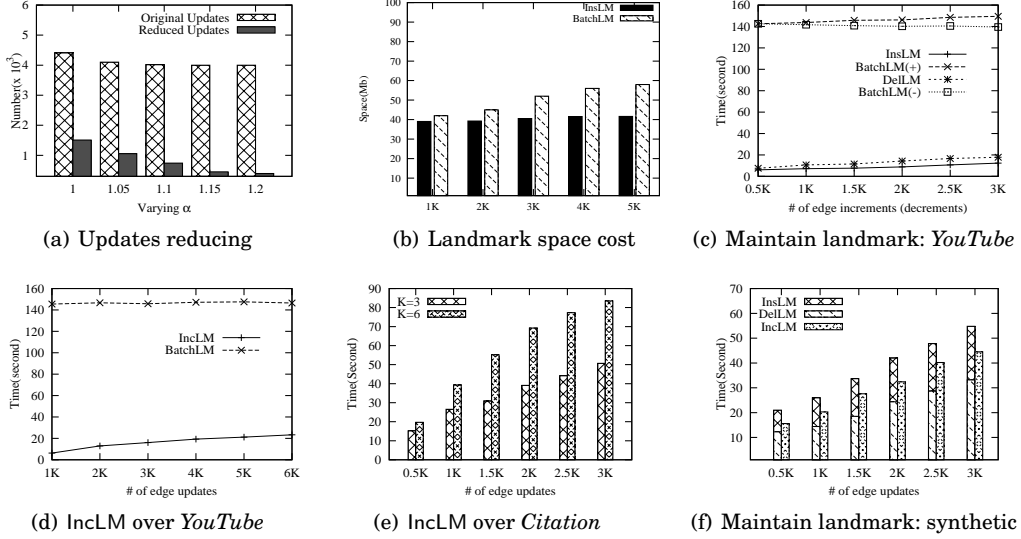 (a) Updates reducing
Number(x 10³)
5
4
3
2
1
Original Updates
Reduced Updates
1 1.05 1.1 1.15 1.2
Varying α
(b) Landmark space cost
Space(Mb)
100
90
80
70
60
50
40
30
20
10
InsLM
BatchLM
1K 2K 3K 4K 5K
(c) Maintain landmark: YouTube
Time(second)
160
140
120
100
80
60
40
20
0
InsLM
BatchLM(+)
DelLM
BatchLM(-)
0.5K 1K 1.5K 2K 2.5K 3K
# of edge increments (decrements)
(d) IncLM over YouTube
Time(second)
160
140
120
100
80
60
40
20
0
IncLM
BatchLM
1K 2K 3K 4K 5K 6K
# of edge updates
(e) IncLM over Citation
Time(Second)
90
80
70
60
50
40
30
20
10
0
K=3
K=6
0.5K 1K 1.5K 2K 2.5K 3K
# of edge updates
(f) Maintain landmark: synthetic
Time(Second)
70
60
50
40
30
20
10
InsLM
DelLM
IncLM
0.5K 1K 1.5K 2K 2.5K 3K
# of edge updates